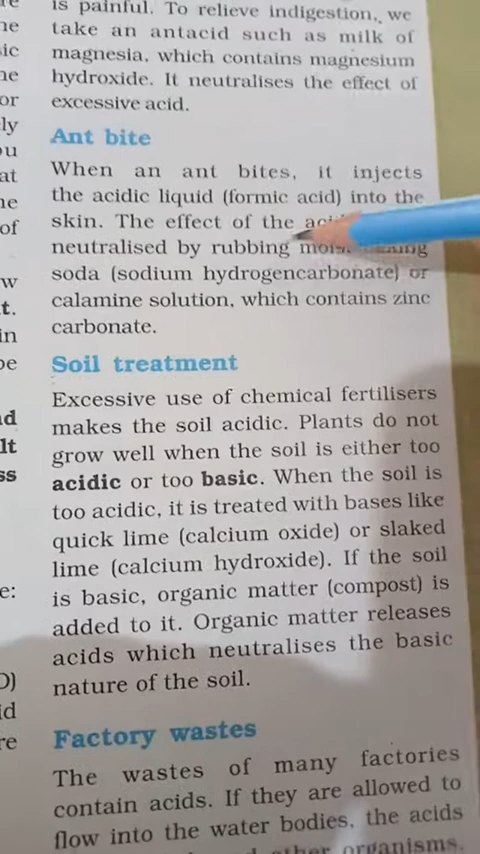 is painful. To relieve indigestion, we
take an antacid such as milk of
magnesia, which contains magnesium
hydroxide. It neutralises the effect of
excessive acid.
Ant bite
When an ant bites, it injects
the acidic liquid (formic acid) into the
skin. The effect of the
neutralised by rubbing
soda (sodium hydrogencarbonate) or
calamine solution, which contains zinc
carbonate.
Soil treatment
Excessive use of chemical fertilisers
makes the soil acidic. Plants do not
grow well when the soil is either too
acidic or too basic. When the soil is
too acidic, it is treated with bases like
quick lime (calcium oxide) or slaked
lime (calcium hydroxide). If the soil
is basic, organic matter (compost) is
added to it. Organic matter releases
acids which neutralises the basic
nature of the soil.
Factory wastes
The wastes of many factories
contain acids. If they are allowed to
flow into the water bodies, the acids
other organisms.